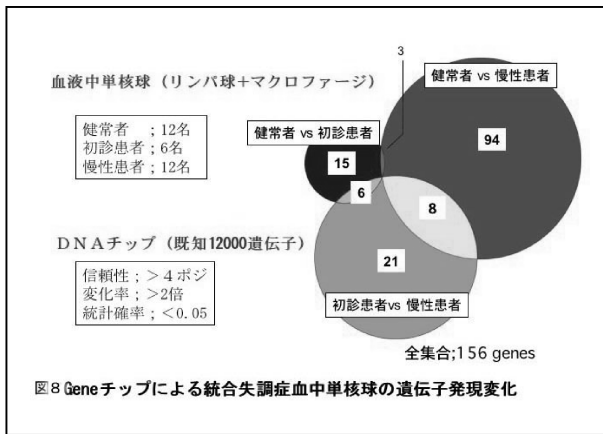 3
血液中単核球（リンパ球+マクロファージ）
健常者 vs 慢性患者
健常者　；12名
初診患者；6名
慢性患者；12名
健常者 vs 初診患者
94
15
6
8
ＤＮＡチップ（既知12000遺伝子）
21
信頼性；＞４ポジ
変化率；＞2倍
統計確率；＜0.05
初診患者vs 慢性患者
全集合;156 genes
図８Geneチップによる統合失調症血中単核球の遺伝子発現変化